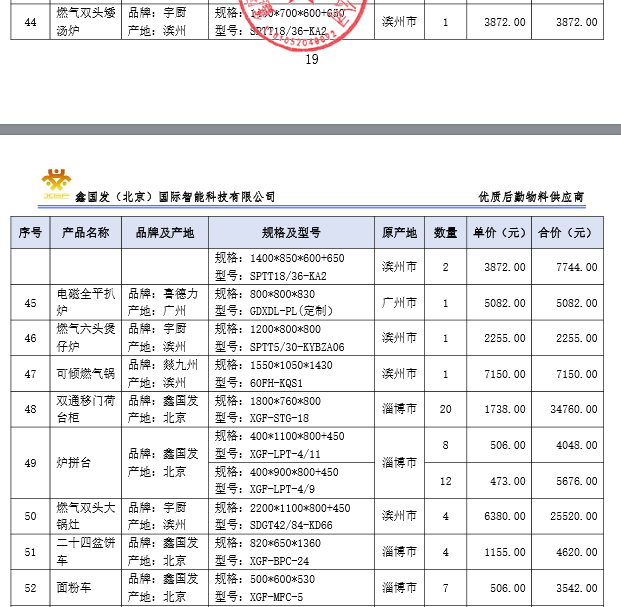 44 燃气双头矮汤炉 品牌：字厨 产地：滨州 规格：1400*700*600+650 型号：SPTT18/36-KA2 滨州市 1 3872.00 3872.00
19
鑫国发（北京）国际智能科技有限公司 优质后勤物料供应商
序号 产品名称 品牌及产地 规格及型号 原产地 数量 单价（元） 合价（元）
规格：1400*850*600+650 型号：SPTT18/36-KA2 滨州市 2 3872.00 7744.00
45 电磁全平扒炉 品牌：喜德力 产地：广州 规格：800*800*830 型号：GDXDL-PL(定制) 广州市 1 5082.00 5082.00
46 燃气六头煲仔炉 品牌：字厨 产地：滨州 规格：1200*800*800 型号：SPTT5/30-KYBZA06 滨州市 1 2255.00 2255.00
47 可倾燃气锅 品牌：燚九州 产地：滨州 规格：1550*1050*1430 型号：60FH-KQS1 滨州市 1 7150.00 7150.00
48 双通移门荷台柜 品牌：鑫国发 产地：北京 规格：1800*760*800 型号：XGF-STG-18 淄博市 20 1738.00 34760.00
49 炉拼台 品牌：鑫国发 产地：北京 规格：400*1100*800+450 型号：XGF-LPT-4/11 淄博市 8 506.00 4048.00
规格：400*900*800+450 型号：XGF-LPT-4/9 12 473.00 5676.00
50 燃气双头大锅灶 品牌：字厨 产地：滨州 规格：2200*1100*800+450 型号：SDGT42/84-KD66 滨州市 4 6380.00 25520.00
51 二十四盆饼车 品牌：鑫国发 产地：北京 规格：820*650*1360 型号：XGF-BPC-24 淄博市 4 1155.00 4620.00
52 面粉车 品牌：鑫国发 产地：北京 规格：500*600*530 型号：XGF-MFC-5 淄博市 7 506.00 3542.00